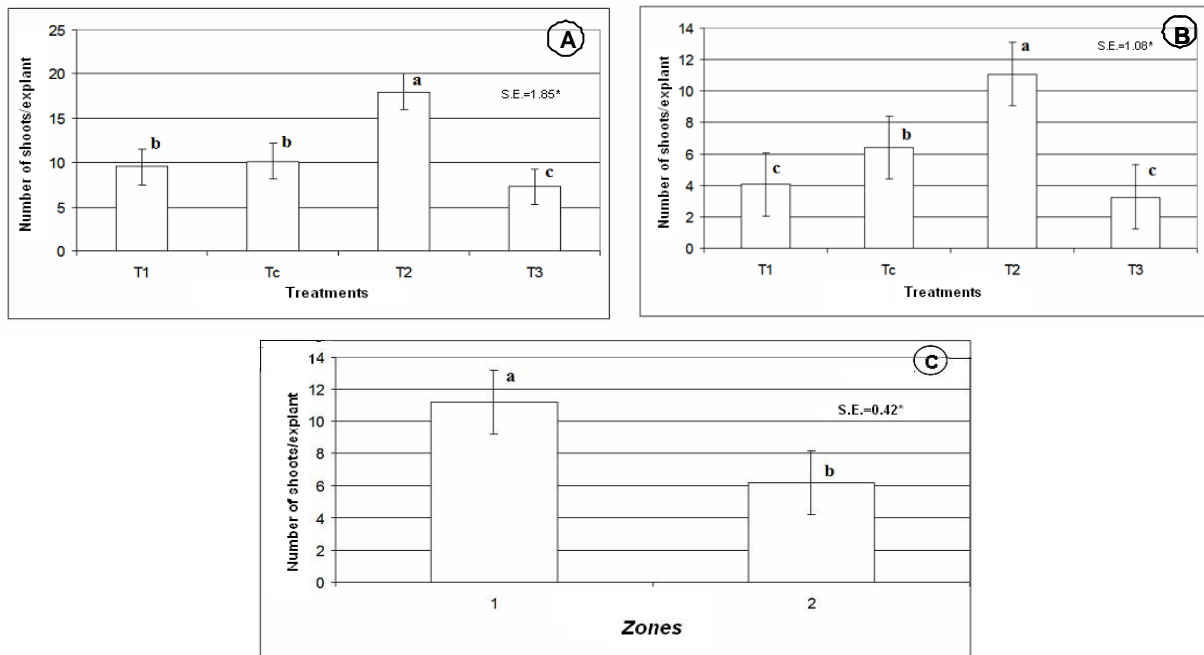 A
25
20
15
10
5
0
Number of shoots/explant
S.E.=1.85*
b
b
a
c
T1 Tc T2 T3
Treatments
B
14
12
10
8
6
4
2
0
Number of shoots/explant
S.E.=1.08*
c
b
a
c
T1 Tc T2 T3
Treatments
C
14
12
10
8
6
4
2
0
Number of shoots/explant
S.E.=0.42*
a
b
1 2
Zones